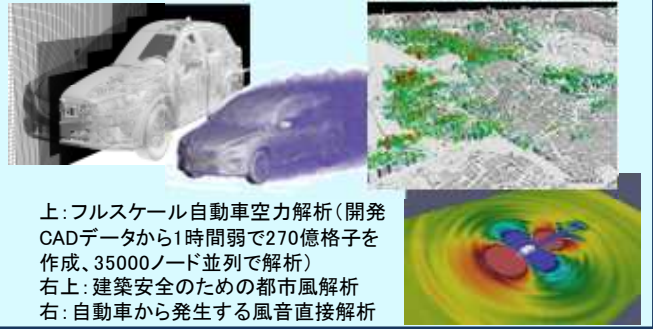 上：フルスケール自動車空力解析（開発
CADデータから1時間弱で270億格子を
作成、35000ノード並列で解析）
右上：建築安全のための都市風解析
右：自動車から発生する風音直接解析